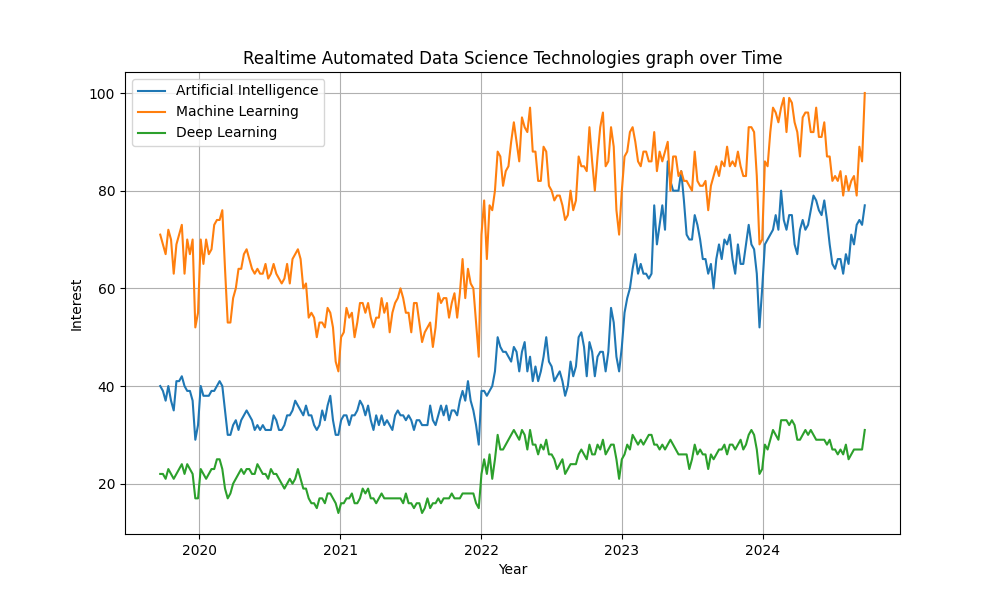 Realtime Automated Data Science Technologies graph over Time
Artificial Intelligence
Machine Learning
Deep Learning
100
80
60
40
20
Interest
2020 2021 2022 2023 2024
Year